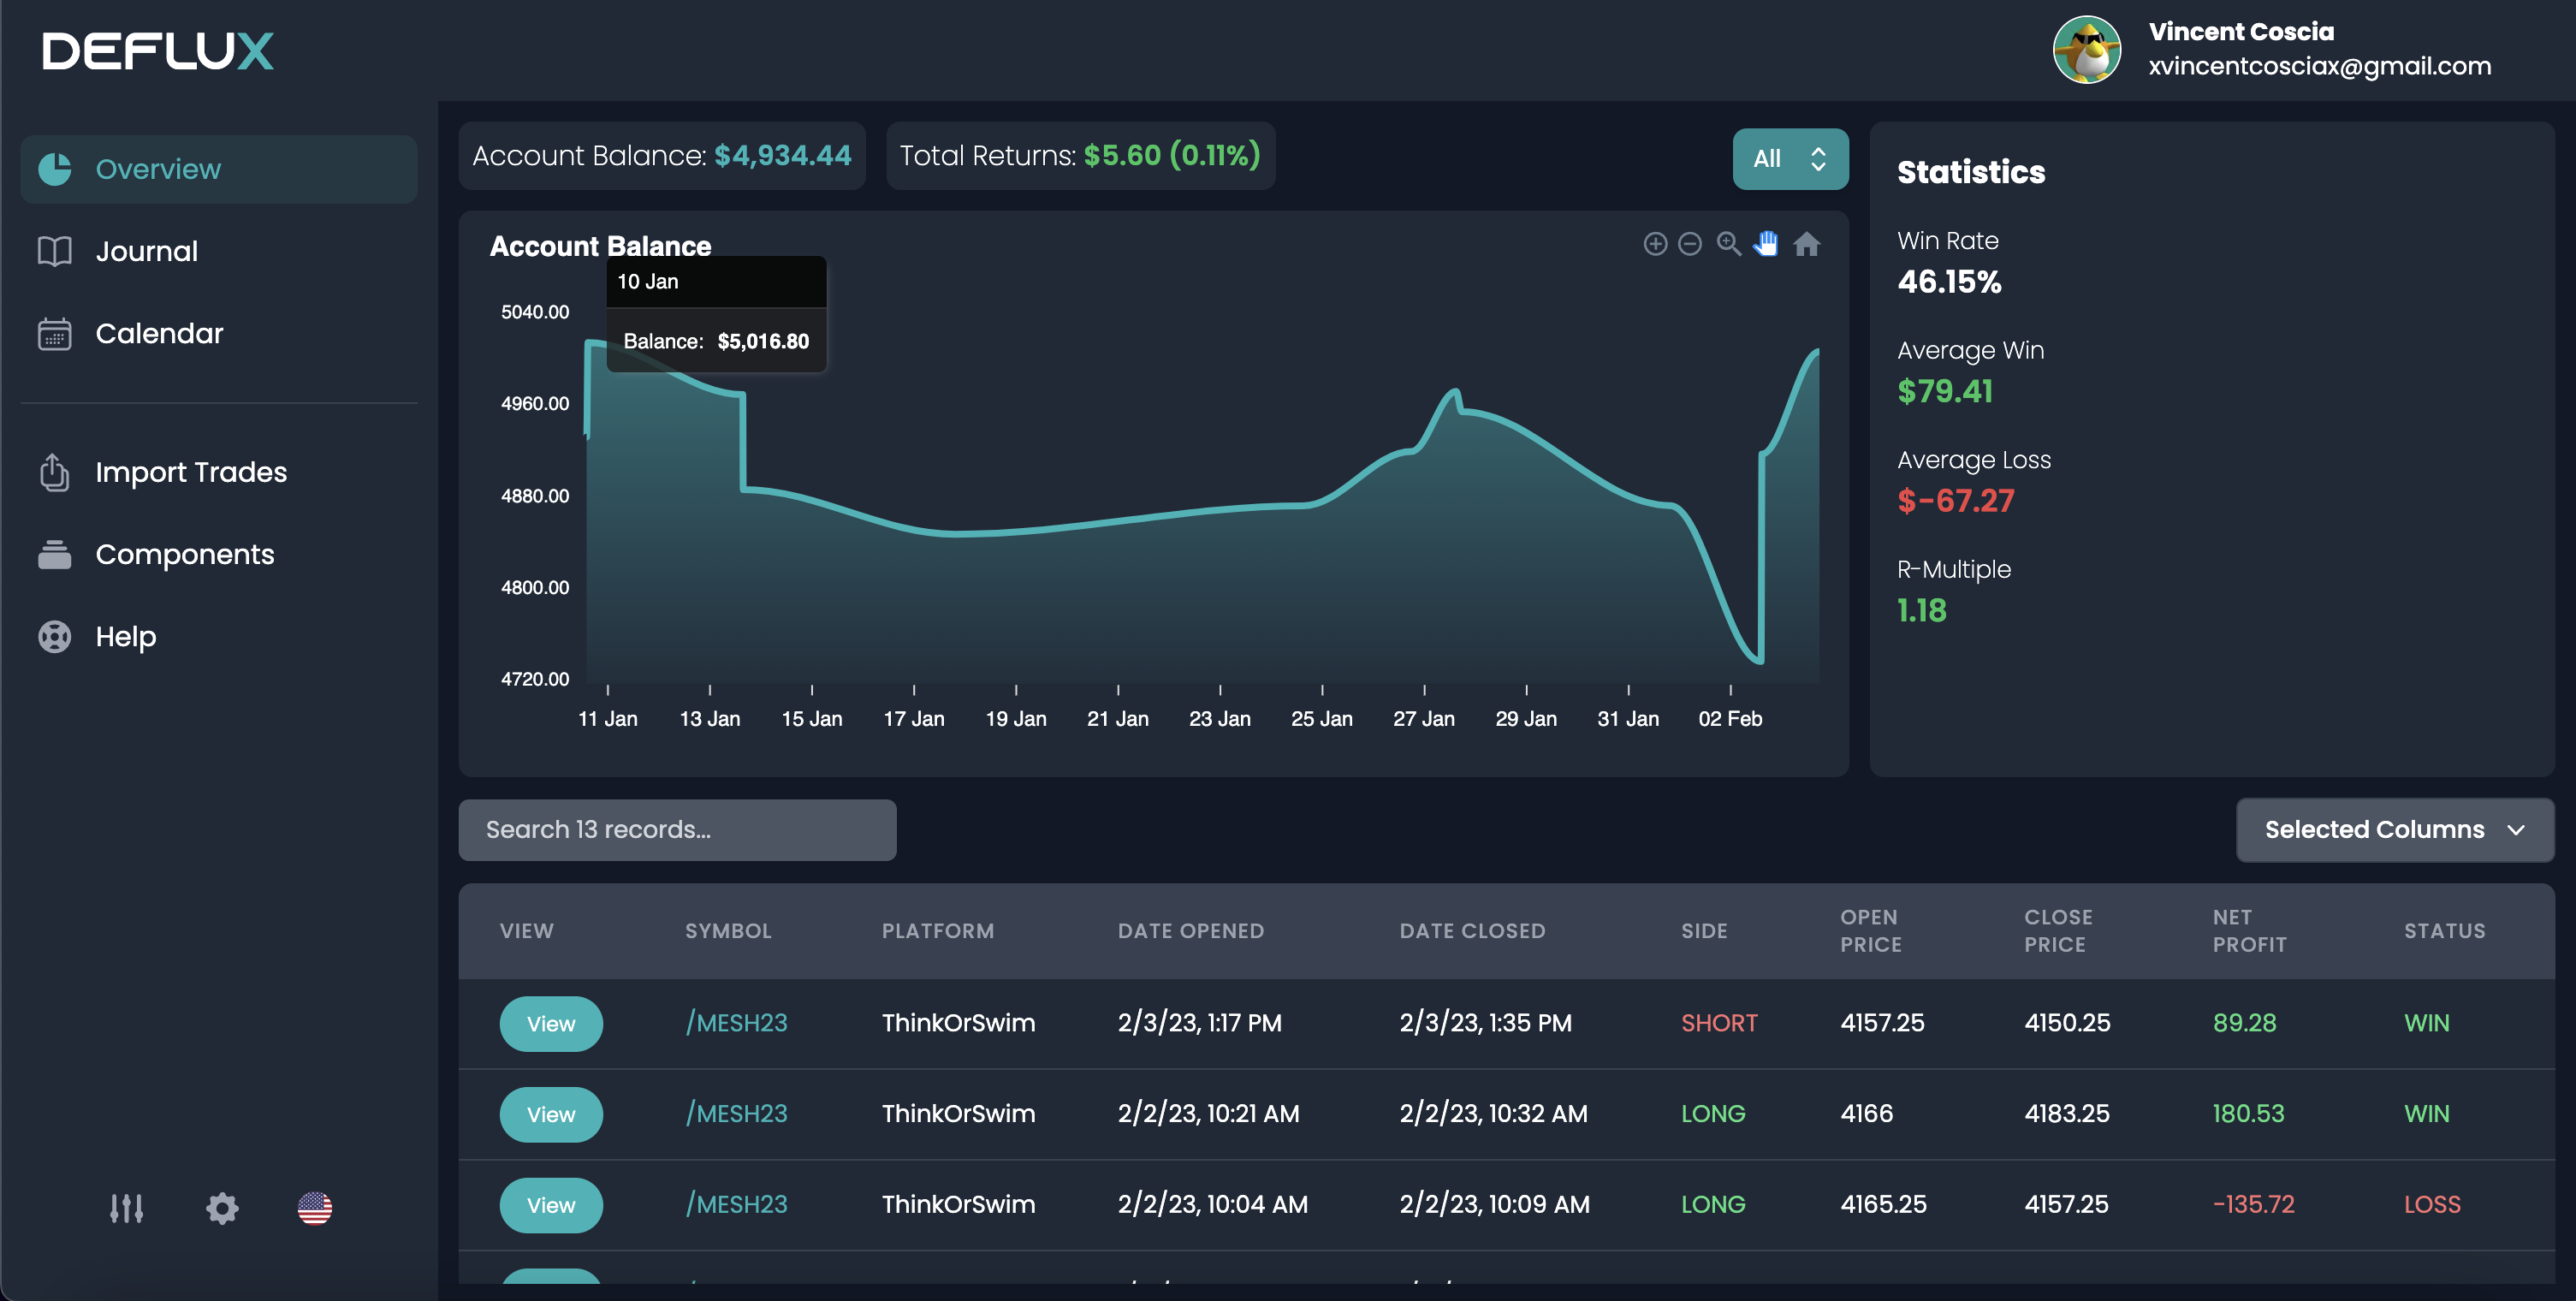 DEFLUX
Vincent Coscia
xvincentcosciax@gmail.com
Overview
Journal
Calendar
Import Trades
Components
Help
Account Balance: $4,934.44
Total Returns: $5.60 (0.11%)
All
Account Balance
10 Jan
Balance: $5,016.80
5040.00
4960.00
4880.00
4800.00
4720.00
11 Jan 13 Jan 15 Jan 17 Jan 19 Jan 21 Jan 23 Jan 25 Jan 27 Jan 29 Jan 31 Jan 02 Feb
Statistics
Win Rate
46.15%
Average Win
$79.41
Average Loss
$-67.27
R-Multiple
1.18
Search 13 records...
Selected Columns
VIEW SYMBOL PLATFORM DATE OPENED DATE CLOSED SIDE OPEN PRICE CLOSE PRICE NET PROFIT STATUS
View /MESH23 ThinkOrSwim 2/3/23, 1:17 PM 2/3/23, 1:35 PM SHORT 4157.25 4150.25 89.28 WIN
View /MESH23 ThinkOrSwim 2/2/23, 10:21 AM 2/2/23, 10:32 AM LONG 4166 4183.25 180.53 WIN
View /MESH23 ThinkOrSwim 2/2/23, 10:04 AM 2/2/23, 10:09 AM LONG 4165.25 4157.25 -135.72 LOSS